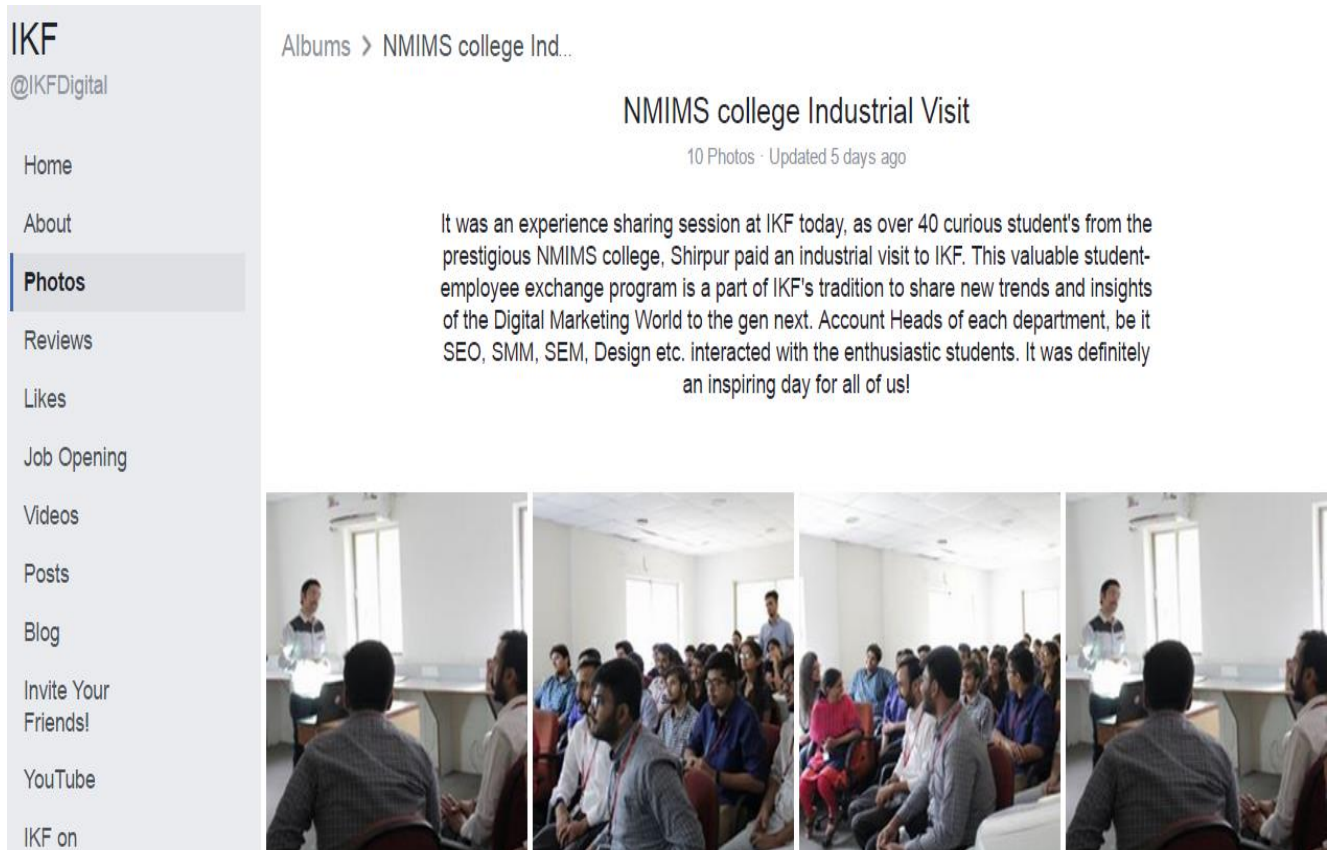 IKF
@IKFDigital
Home
About
Photos
Reviews
Likes
Job Opening
Videos
Posts
Blog
Invite Your
Friends!
YouTube
IKF on
Albums > NMIMS college Ind...
NMIMS college Industrial Visit
10 Photos · Updated 5 days ago
It was an experience sharing session at IKF today, as over 40 curious student's from the
prestigious NMIMS college, Shirpur paid an industrial visit to IKF. This valuable student-
employee exchange program is a part of IKF's tradition to share new trends and insights
of the Digital Marketing World to the gen next. Account Heads of each department, be it
SEO, SMM, SEM, Design etc. interacted with the enthusiastic students. It was definitely
an inspiring day for all of us!